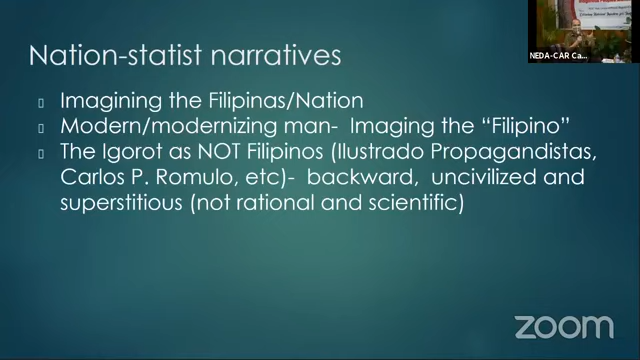 Nation-statist narratives
Imagining the Filipinas/Nation
Modern/modernizing man- Imaging the “Filipino”
The Igorot as NOT Filipinos (Ilustrado Propagandistas,
Carlos P. Romulo, etc)- backward, uncivilized and
superstitious (not rational and scientific)
NEDA-CAR Ca...
zoom